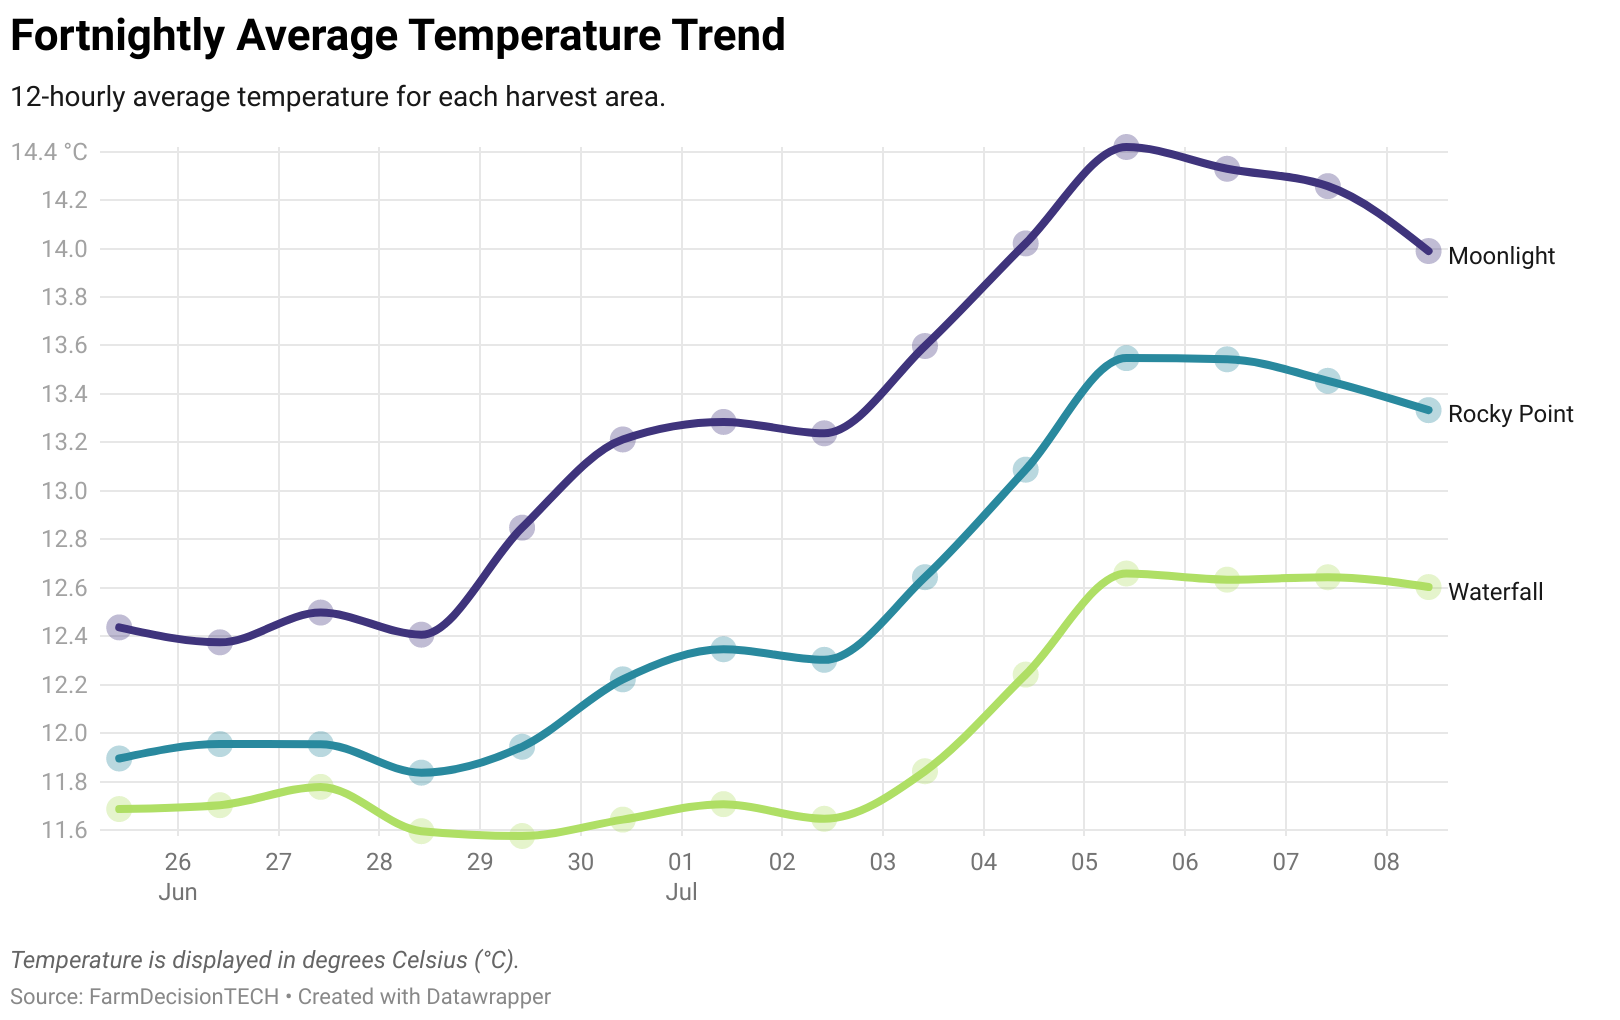 Fortnightly Average Temperature Trend
12-hourly average temperature for each harvest area.
14.4 °C
14.2
14.0
13.8
13.6
13.4
13.2
13.0
12.8
12.6
12.4
12.2
12.0
11.8
11.6
Moonlight
Rocky Point
Waterfall
26 27 28 29 30 01 02 03 04 05 06 07 08
Jun Jul
Temperature is displayed in degrees Celsius (°C).
Source: FarmDecisionTECH • Created with Datawrapper